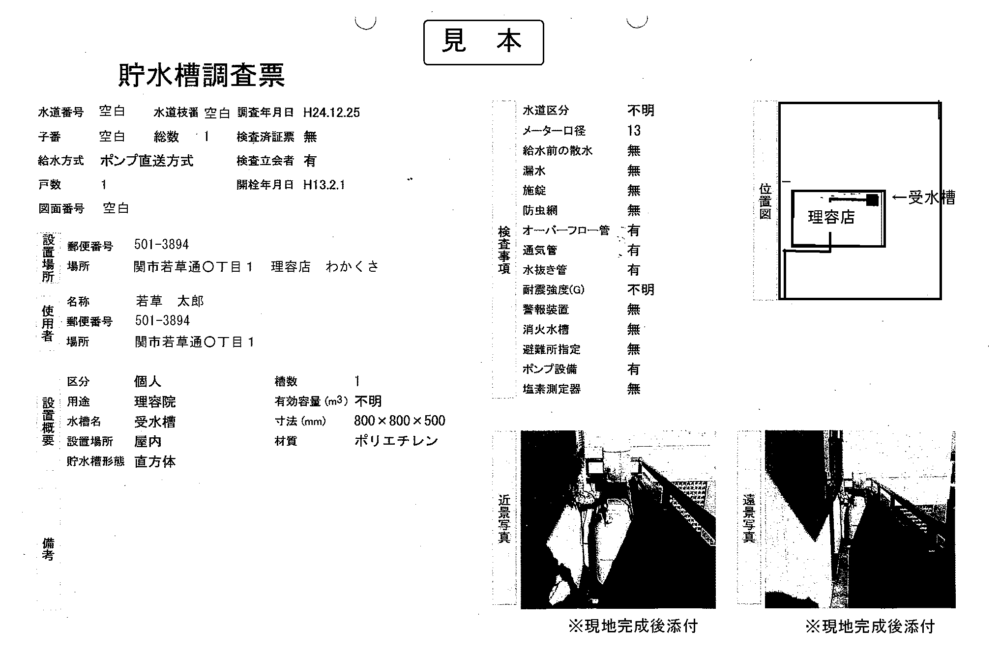 見　本
貯水槽調査票
水道番号 空白 水道枝番 空白 調査年月日 H24.12.25
子番 空白 総数 1 検査済証票 無
給水方式 ポンプ直送方式 検査立会者 有
戸数 1 開栓年月日 H13.2.1
図面番号 空白
設置場所
郵便番号 501-3894
場所 関市若草通〇丁目1　理容店　わかくさ
使用者
名称 若草　太郎
郵便番号 501-3894
場所 関市若草通〇丁目1
設置概要
区分 個人 槽数 1
用途 理容院 有効容量(m3) 不明
水槽名 受水槽 寸法(mm) 800×800×500
設置場所 屋内 材質 ポリエチレン
貯水槽形態 直方体
備考
検査事項
水道区分 不明
メーター口径 13
給水前の散水 無
漏水 無
施錠 無
防虫網 無
オーバーフロー管 有
通気管 有
水抜き管 有
耐震強度(G) 不明
警報装置 無
消火水槽 無
避難所指定 無
ポンプ設備 有
塩素測定器 無
位置図
←受水槽
理容店
近景写真
※現地完成後添付
遠景写真
※現地完成後添付